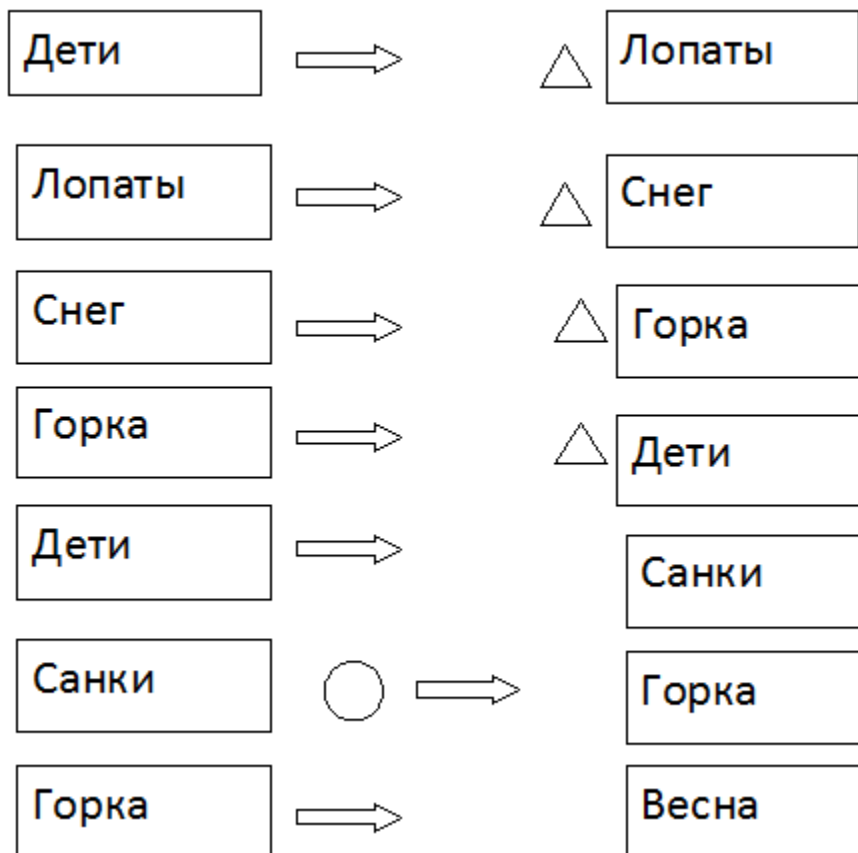 Дети Лопаты
Лопаты Снег
Снег Горка
Горка Дети
Дети Санки
Санки Горка
Горка Весна